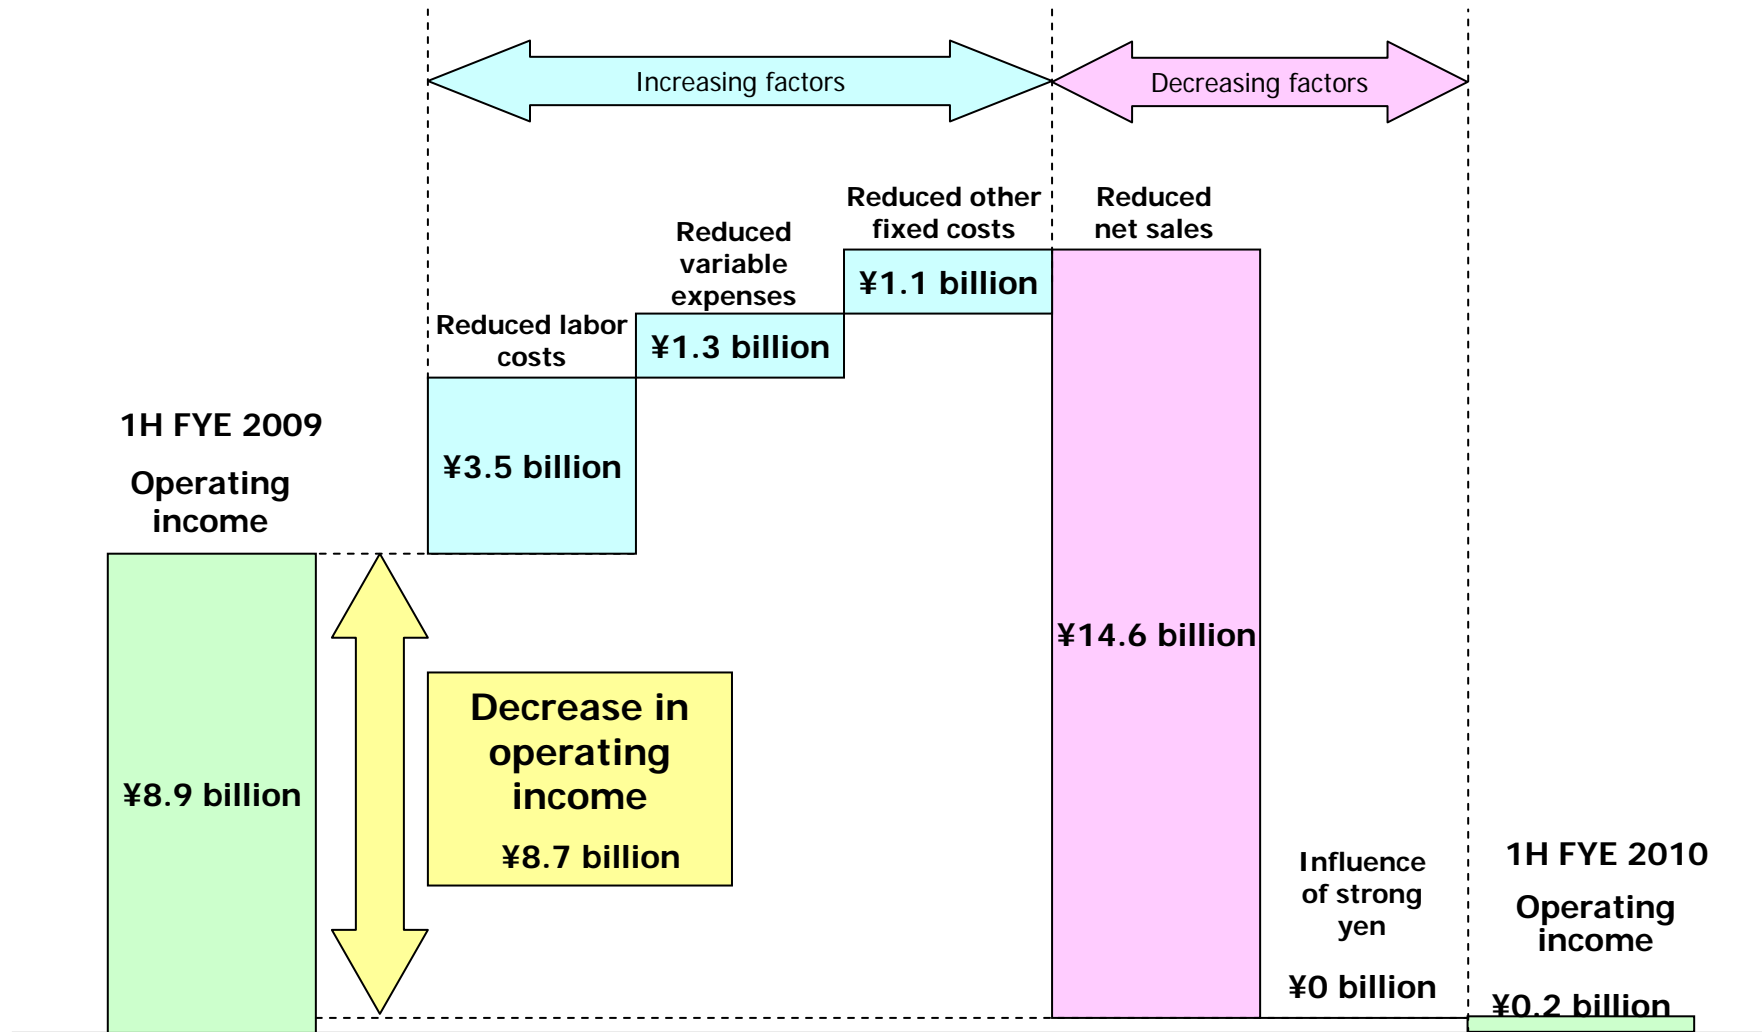 Increasing factors
Decreasing factors
Reduced other
fixed costs
¥1.1 billion
Reduced
net sales
Reduced
variable
expenses
¥1.3 billion
Reduced labor
costs
¥3.5 billion
1H FYE 2009
Operating
income
¥8.9 billion
Decrease in
operating
income
¥8.7 billion
¥14.6 billion
Influence
of strong
yen
¥0 billion
1H FYE 2010
Operating
income
¥0.2 billion